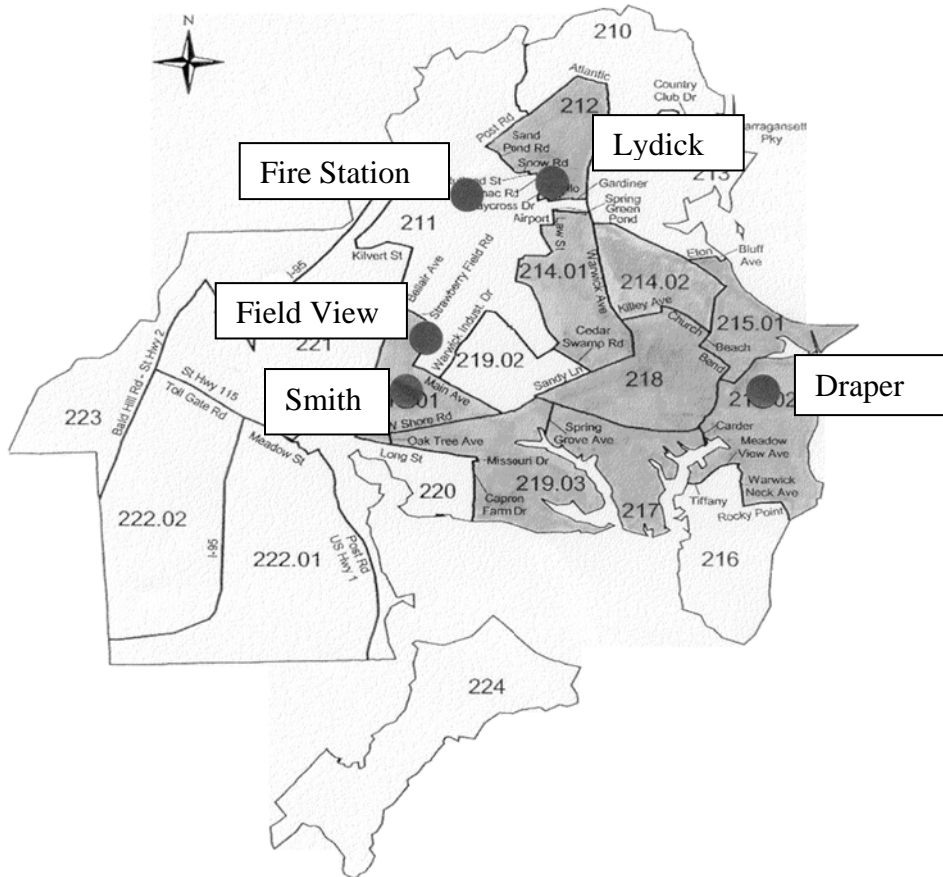 N
210
Atlantic
Country
Club Dr
212
Post Rd
Sand
Pond Rd
Lydick
Pky
Snow Rd
213
Fire Station
Gardiner
Spring
Green
Pond
Airport
211
Law St
Kilvert St
I-95
Bellair Ave
Strawberry Field Rd
214.01
Warwick Ave
Eton
Bluff
Ave
214.02
Killey Ave
Field View
Warwick Indust. Dr
221
Church
215.01
Beach
219.02
Cedar
Swamp Rd
Bend
Bald Hill Rd - St Hwy 2
St Hwy 115
Toll Gate Rd
Smith
Main Ave
Sandy Ln
218
Draper
223
Meadow St
N Shore Rd
Oak Tree Ave
Spring
Grove Ave
Carder
Meadow
View Ave
Long St
Missouri Dr
219.03
220
Capron
Farm Dr
217
Tiffany
Warwick
Neck Ave
Rocky Point
222.02
I-95
222.01
Post Rd
US Hwy 1
216
224